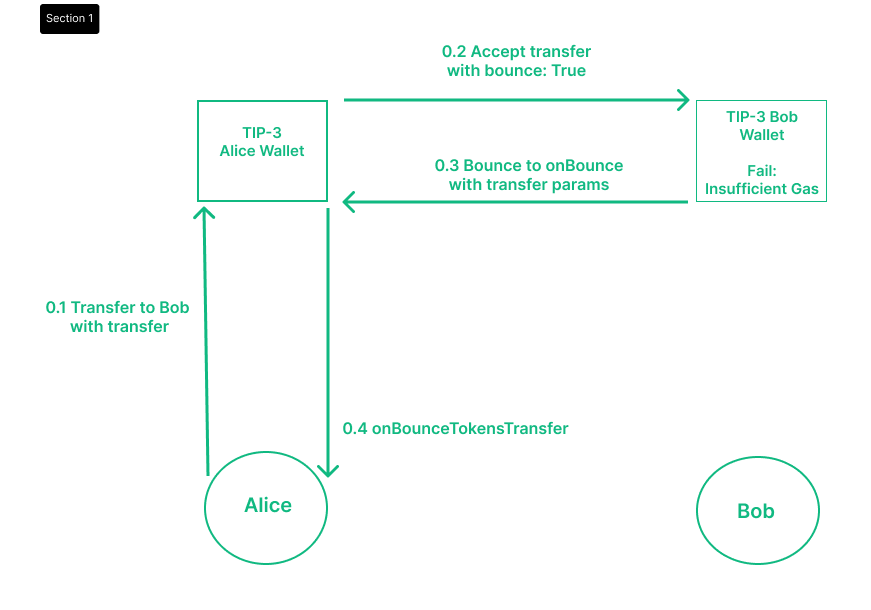 Section 1
0.2 Accept transfer
with bounce: True
TIP-3
Alice Wallet
TIP-3 Bob
Wallet
Fail:
Insufficient Gas
0.3 Bounce to onBounce
with transfer params
0.1 Transfer to Bob
with transfer
0.4 onBounceTokensTransfer
Alice
Bob